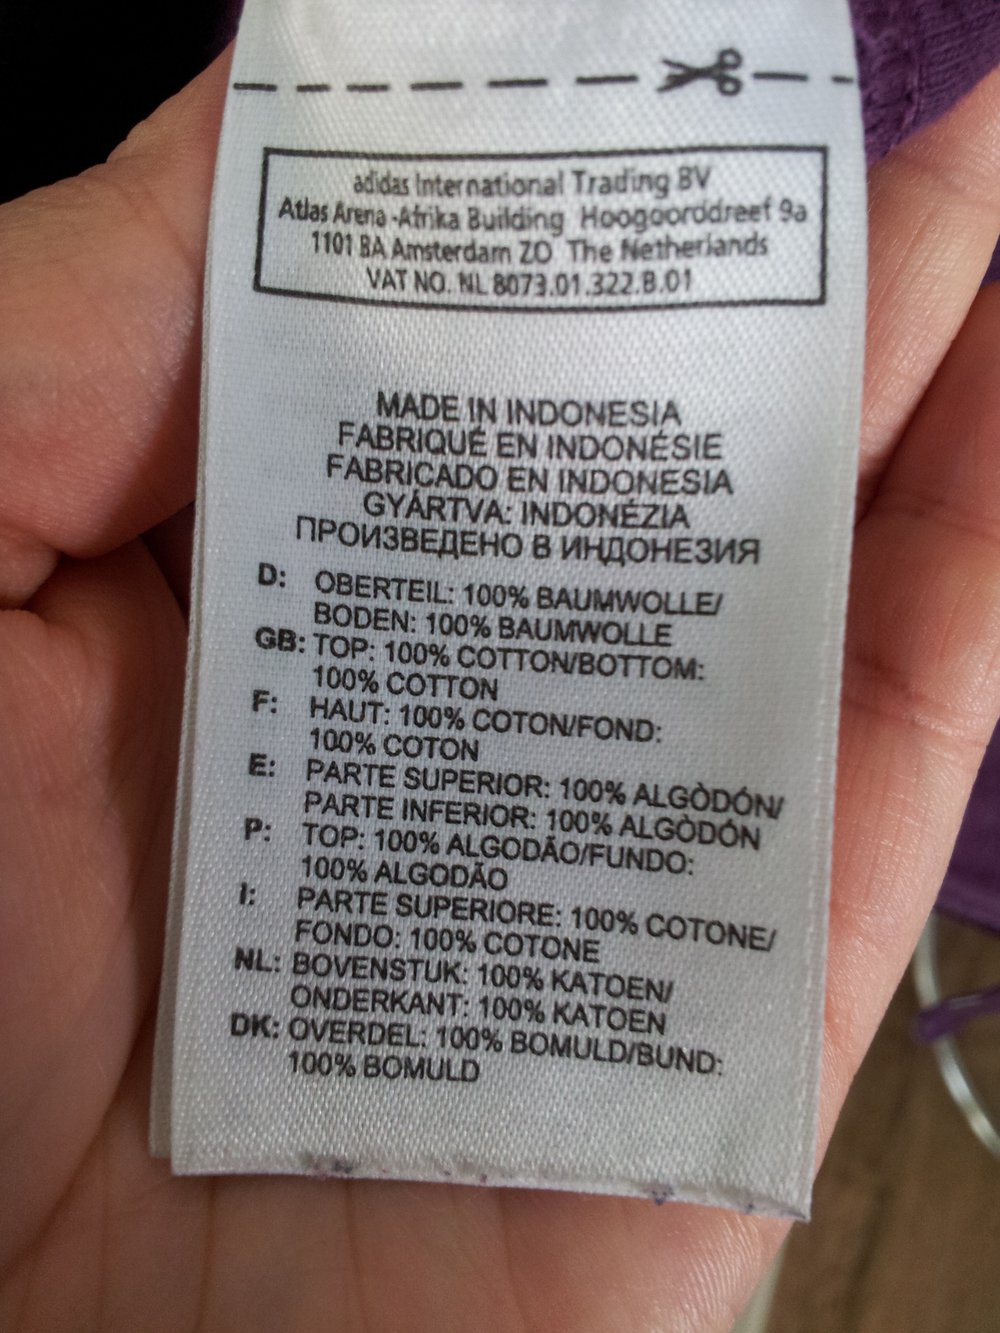 adidas International Trading BV
Atlas Arena -Afrika Building Hoogoorddreef 9a
1101 BA Amsterdam ZO The Netherlands
VAT NO. NL 8073.01.322.B.01
MADE IN INDONESIA
FABRIQUÉ EN INDONÉSIE
FABRICADO EN INDONESIA
GYÁRTVA: INDONÉZIA
ПРОИЗВЕДЕНО В ИНДОНЕЗИЯ
D: OBERTEIL: 100% BAUMWOLLE/
BODEN: 100% BAUMWOLLE
GB: TOP: 100% COTTON/BOTTOM:
100% COTTON
F: HAUT: 100% COTON/FOND:
100% COTON
E: PARTE SUPERIOR: 100% ALGÒDÓN/
PARTE INFERIOR: 100% ALGÒDÓN
P: TOP: 100% ALGODÃO/FUNDO:
100% ALGODÃO
I: PARTE SUPERIORE: 100% COTONE/
FONDO: 100% COTONE
NL: BOVENSTUK: 100% KATOEN/
ONDERKANT: 100% KATOEN
DK: OVERDEL: 100% BOMULD/BUND:
100% BOMULD